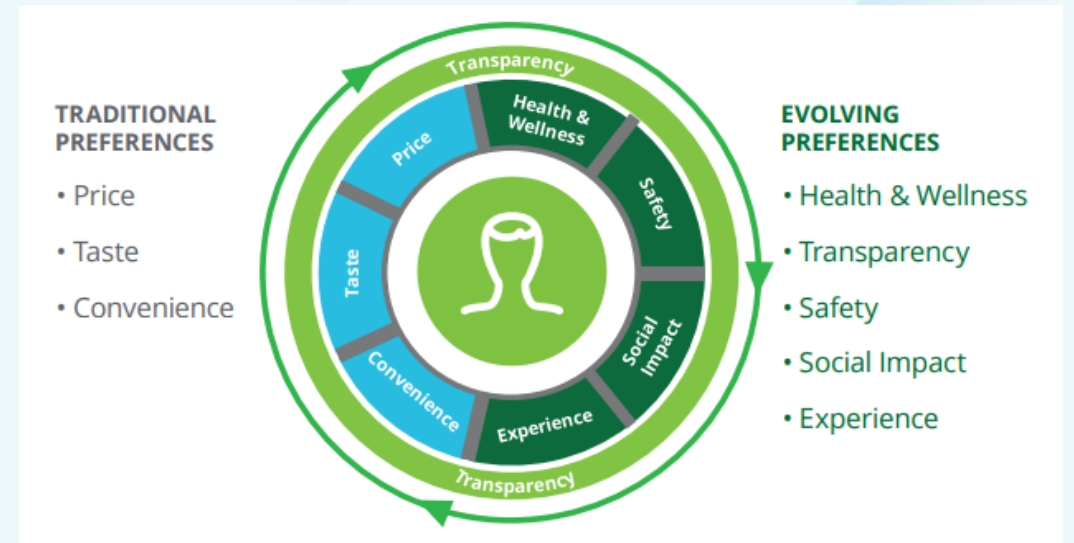 TRADITIONAL
PREFERENCES
• Price
• Taste
• Convenience
Transparency
Price
Health &
Wellness
Safety
Taste
Social
Impact
Convenience
Experience
Transparency
EVOLVING
PREFERENCES
• Health & Wellness
• Transparency
• Safety
• Social Impact
• Experience